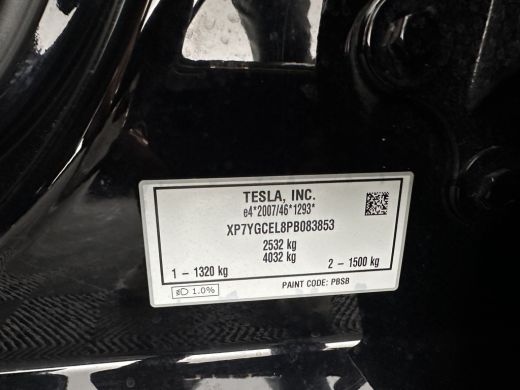 TESLA, INC.
e4*2007/46*1293*
XP7YGCEL8PB083853
2532 kg
4032 kg
1 - 1320 kg
2 - 1500 kg
1.0%
PAINT CODE: PBSB